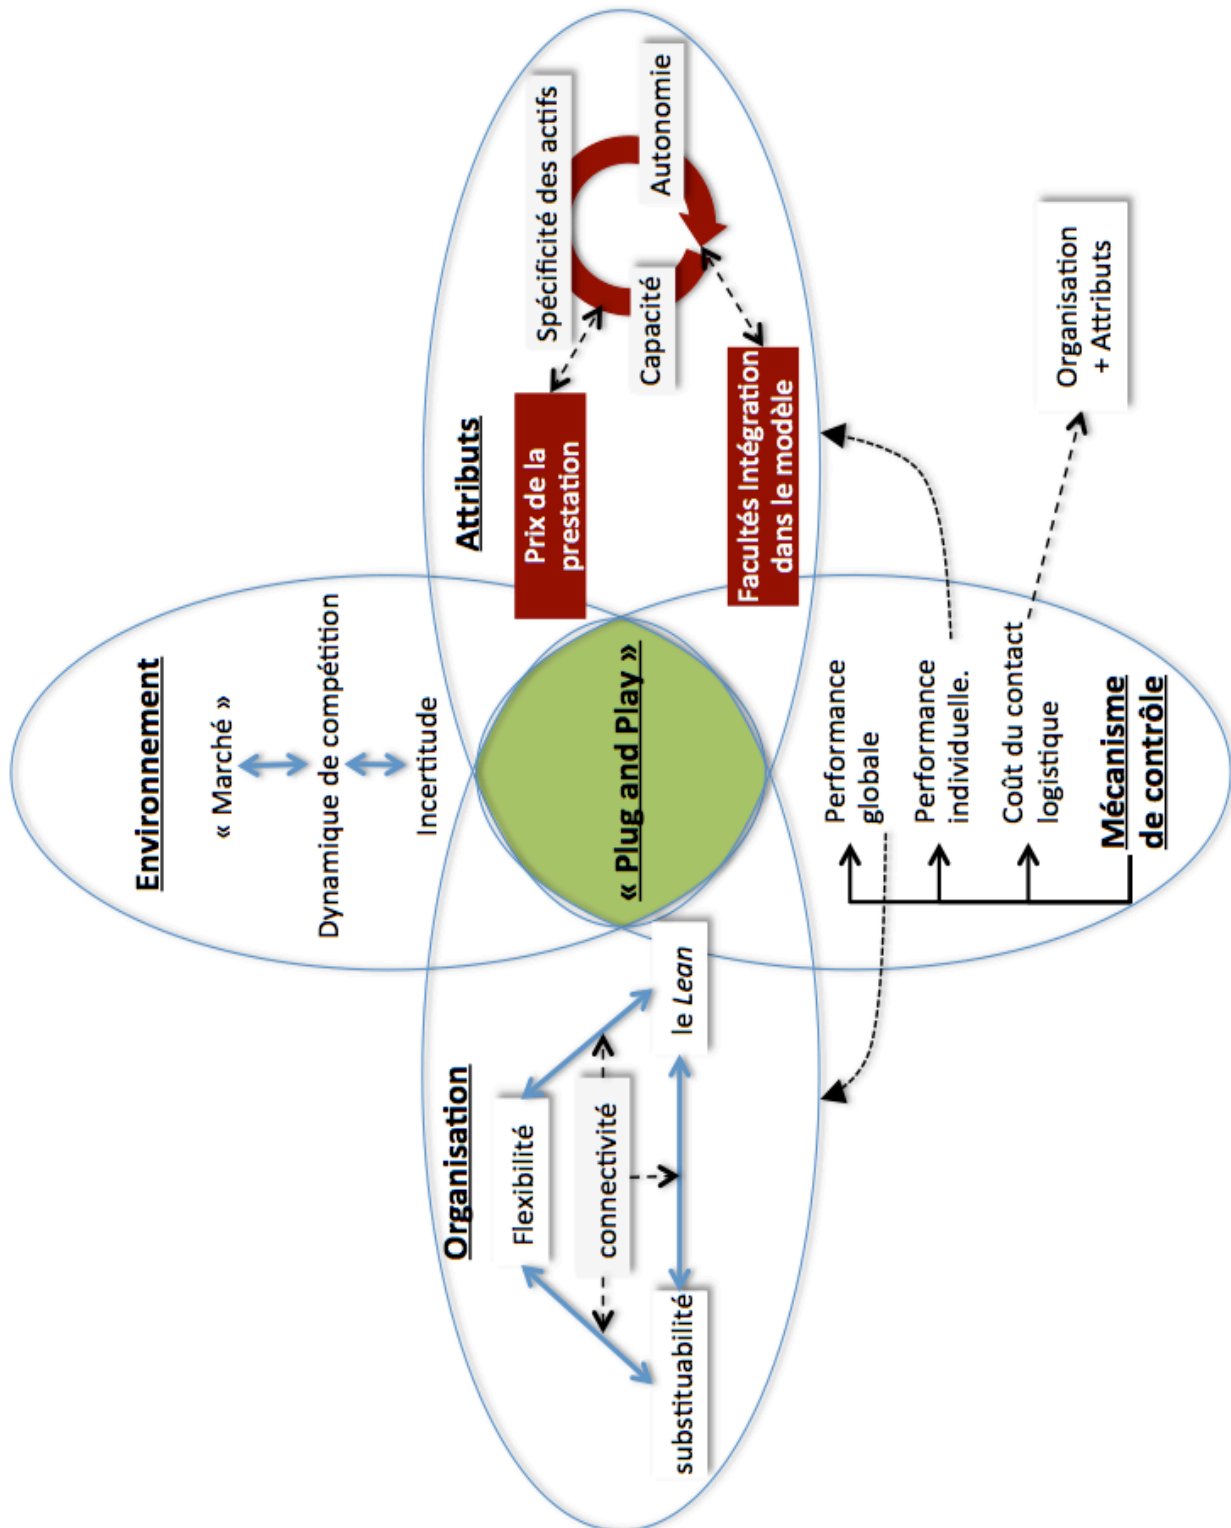 Environnement
« Marché »
Dynamique de compétition
Incertitude
Organisation
Flexibilité
connectivité
substituabilité
le Lean
« Plug and Play »
Attributs
Prix de la
prestation
Spécificité des actifs
Capacité
Autonomie
Facultés Intégration
dans le modèle
Performance
globale
Performance
individuelle.
Coût du contact
logistique
Mécanisme
de contrôle
Organisation
+ Attributs